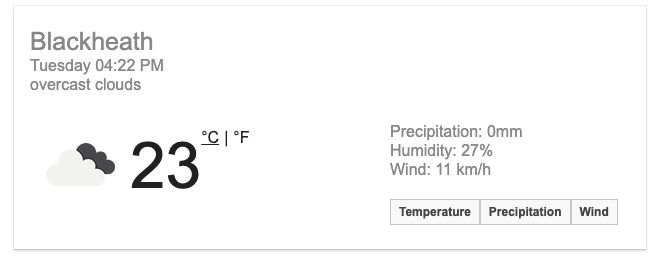 Blackheath
Tuesday 04:22 PM
overcast clouds
23 °C | °F
Precipitation: 0mm
Humidity: 27%
Wind: 11 km/h
Temperature Precipitation Wind